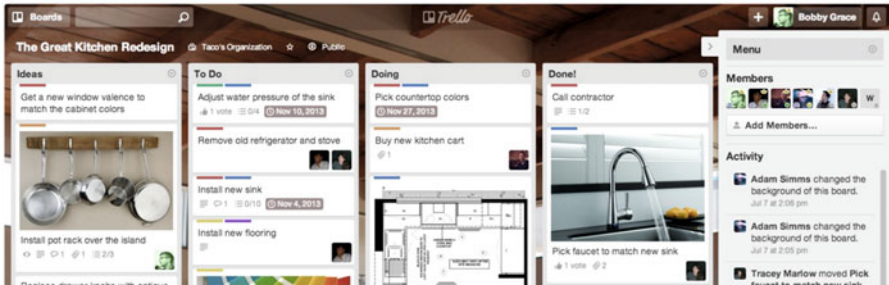 Boards
Trello
Bobby Grace
The Great Kitchen Redesign
Taco's Organization
Public
Ideas
Get a new window valence to
match the cabinet colors
Install pot rack over the island
1 1 2/3
To Do
Adjust water pressure of the sink
1 vote 0/4 Nov 10, 2013
Remove old refrigerator and stove
Install new sink
1 0/10 Nov 4, 2013
Install new flooring
Doing
Pick countertop colors
Nov 27, 2013
Buy new kitchen cart
1
Done!
Call contractor
1/2
Pick faucet to match new sink
1 vote 2
Menu
Members
W
Add Members...
Activity
Adam Simms changed the
background of this board.
Jul 7 at 2:06 pm
Adam Simms changed the
background of this board.
Jul 7 at 2:05 pm
Tracey Marlow moved Pick
faucet to match new sink